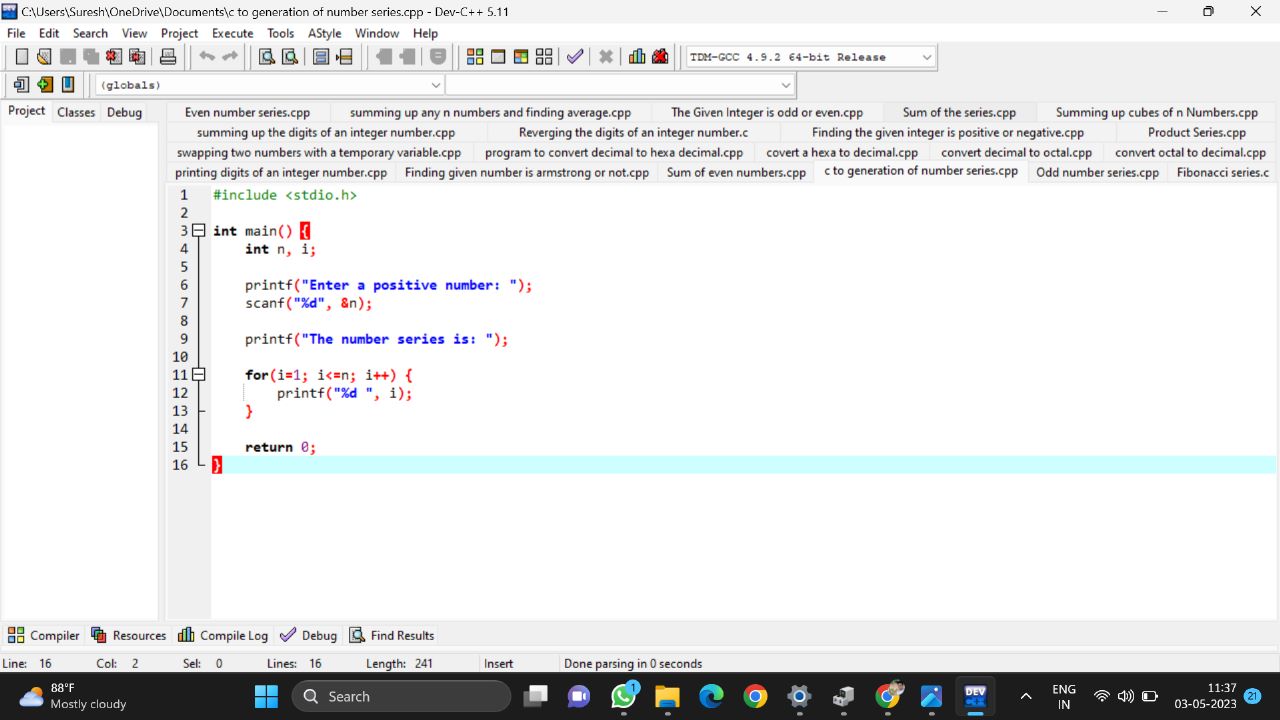 C:\Users\Suresh\OneDrive\Documents\c to generation of number series.cpp - Dev-C++ 5.11
File Edit Search View Project Execute Tools AStyle Window Help
TDM-GCC 4.9.2 64-bit Release
(globals)
Project Classes Debug
Even number series.cpp summing up any n numbers and finding average.cpp The Given Integer is odd or even.cpp Sum of the series.cpp Summing up cubes of n Numbers.cpp
summing up the digits of an integer number.cpp Reverging the digits of an integer number.c Finding the given integer is positive or negative.cpp Product Series.cpp
swapping two numbers with a temporary variable.cpp program to convert decimal to hexa decimal.cpp covert a hexa to decimal.cpp convert decimal to octal.cpp convert octal to decimal.cpp
printing digits of an integer number.cpp Finding given number is armstrong or not.cpp Sum of even numbers.cpp c to generation of number series.cpp Odd number series.cpp Fibonacci series.c
1 #include <stdio.h>
2
3 int main() {
4 int n, i;
5
6 printf("Enter a positive number: ");
7 scanf("%d", &n);
8
9 printf("The number series is: ");
10
11 for(i=1; i<=n; i++) {
12 printf("%d ", i);
13 }
14
15 return 0;
16 }
Compiler Resources Compile Log Debug Find Results
Line: 16 Col: 2 Sel: 0 Lines: 16 Length: 241 Insert Done parsing in 0 seconds
88°F
Mostly cloudy
Search
1
DEV
C++
ENG
IN
11:37
03-05-2023
21